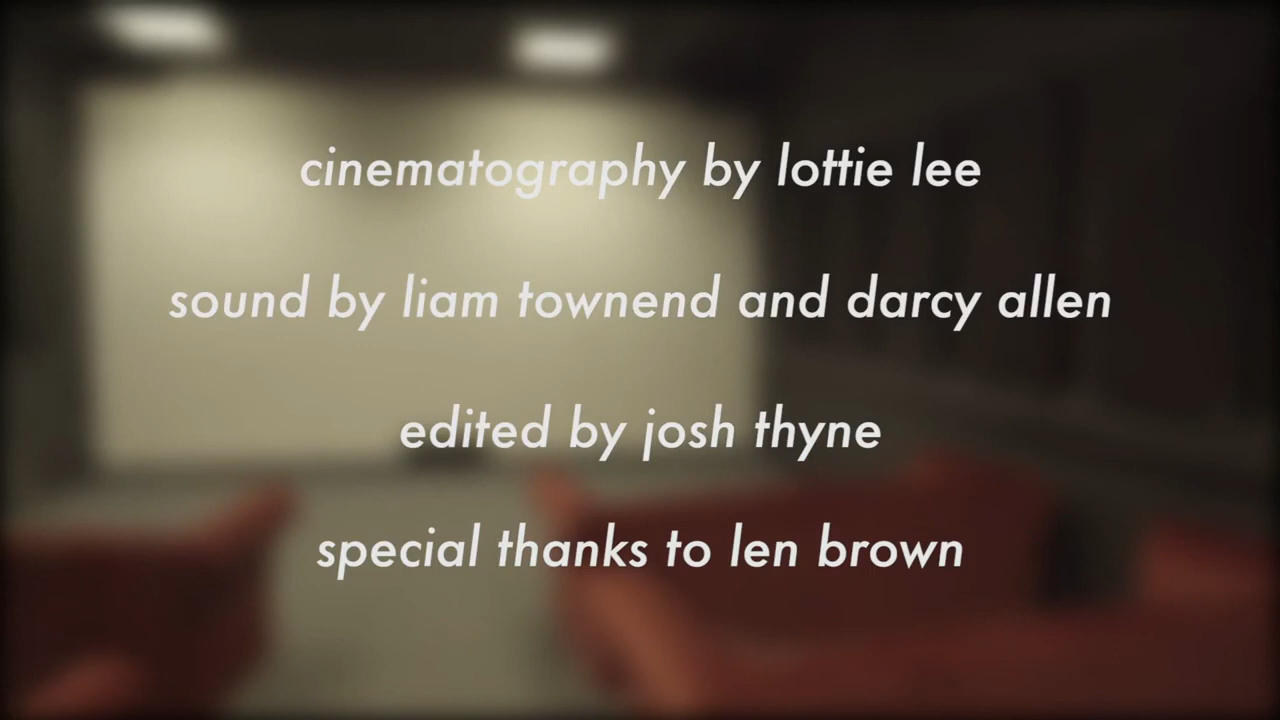 cinematography by lottie lee
sound by liam townend and darcy allen
edited by josh thyne
special thanks to len brown